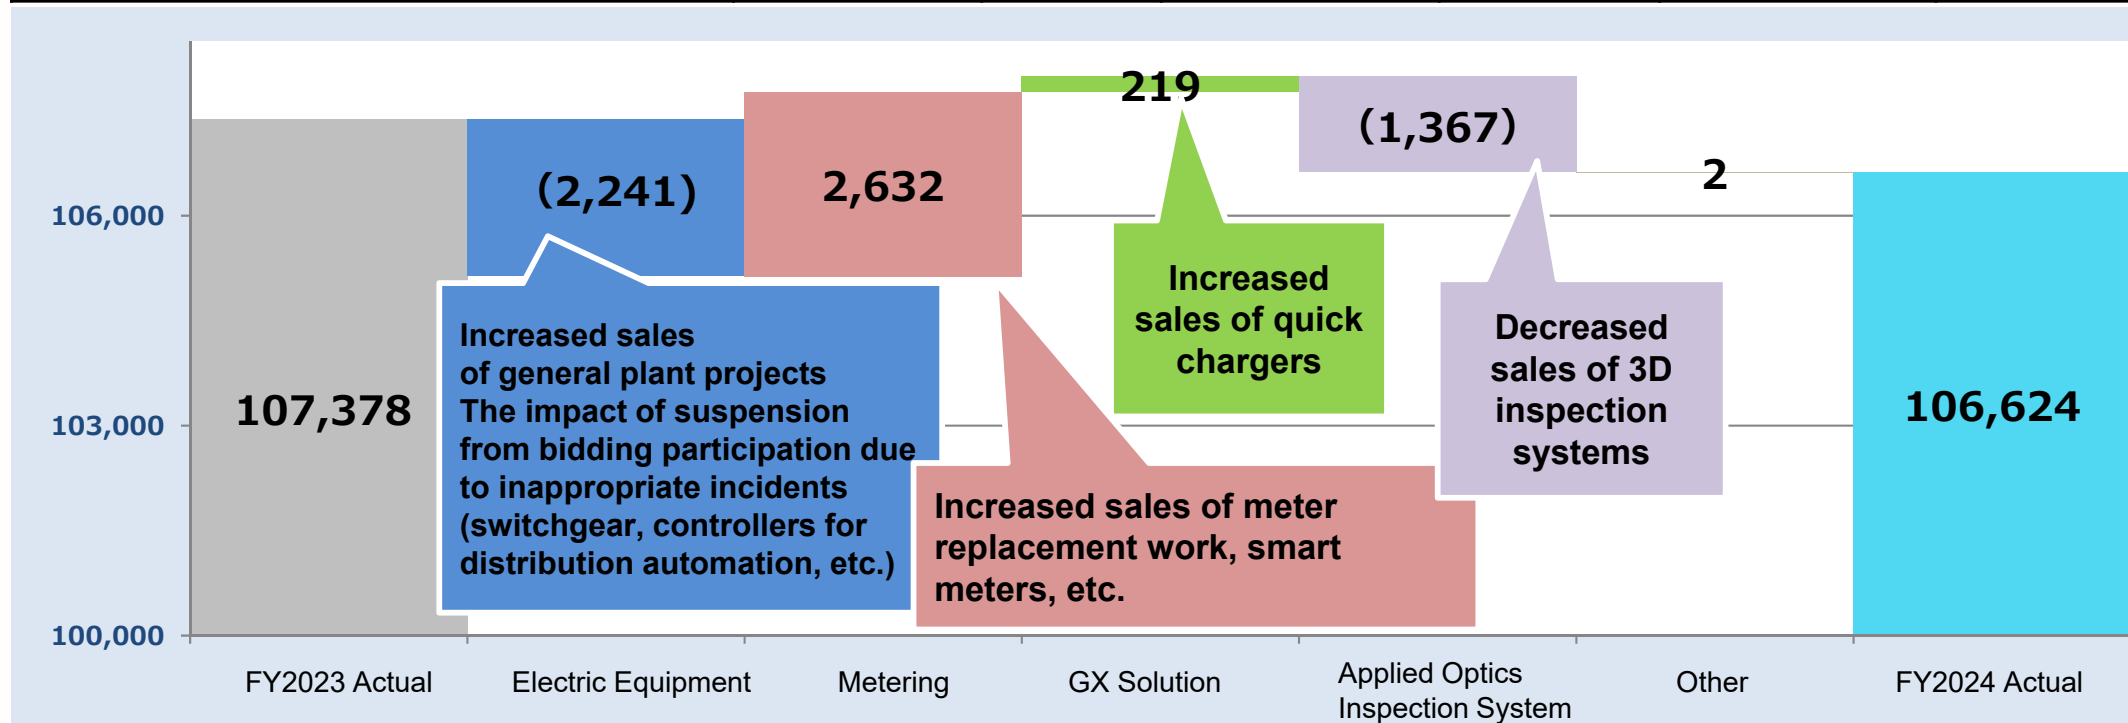 219
(1,367)
(2,241)
2,632
2
106,000
Increased
sales of quick
chargers
Decreased
sales of 3D
inspection
systems
Increased sales
of general plant projects
The impact of suspension
from bidding participation due
to inappropriate incidents
(switchgear, controllers for
distribution automation, etc.)
107,378
106,624
103,000
Increased sales of meter
replacement work, smart
meters, etc.
100,000
FY2023 Actual
Electric Equipment
Metering
GX Solution
Applied Optics
Inspection System
Other
FY2024 Actual